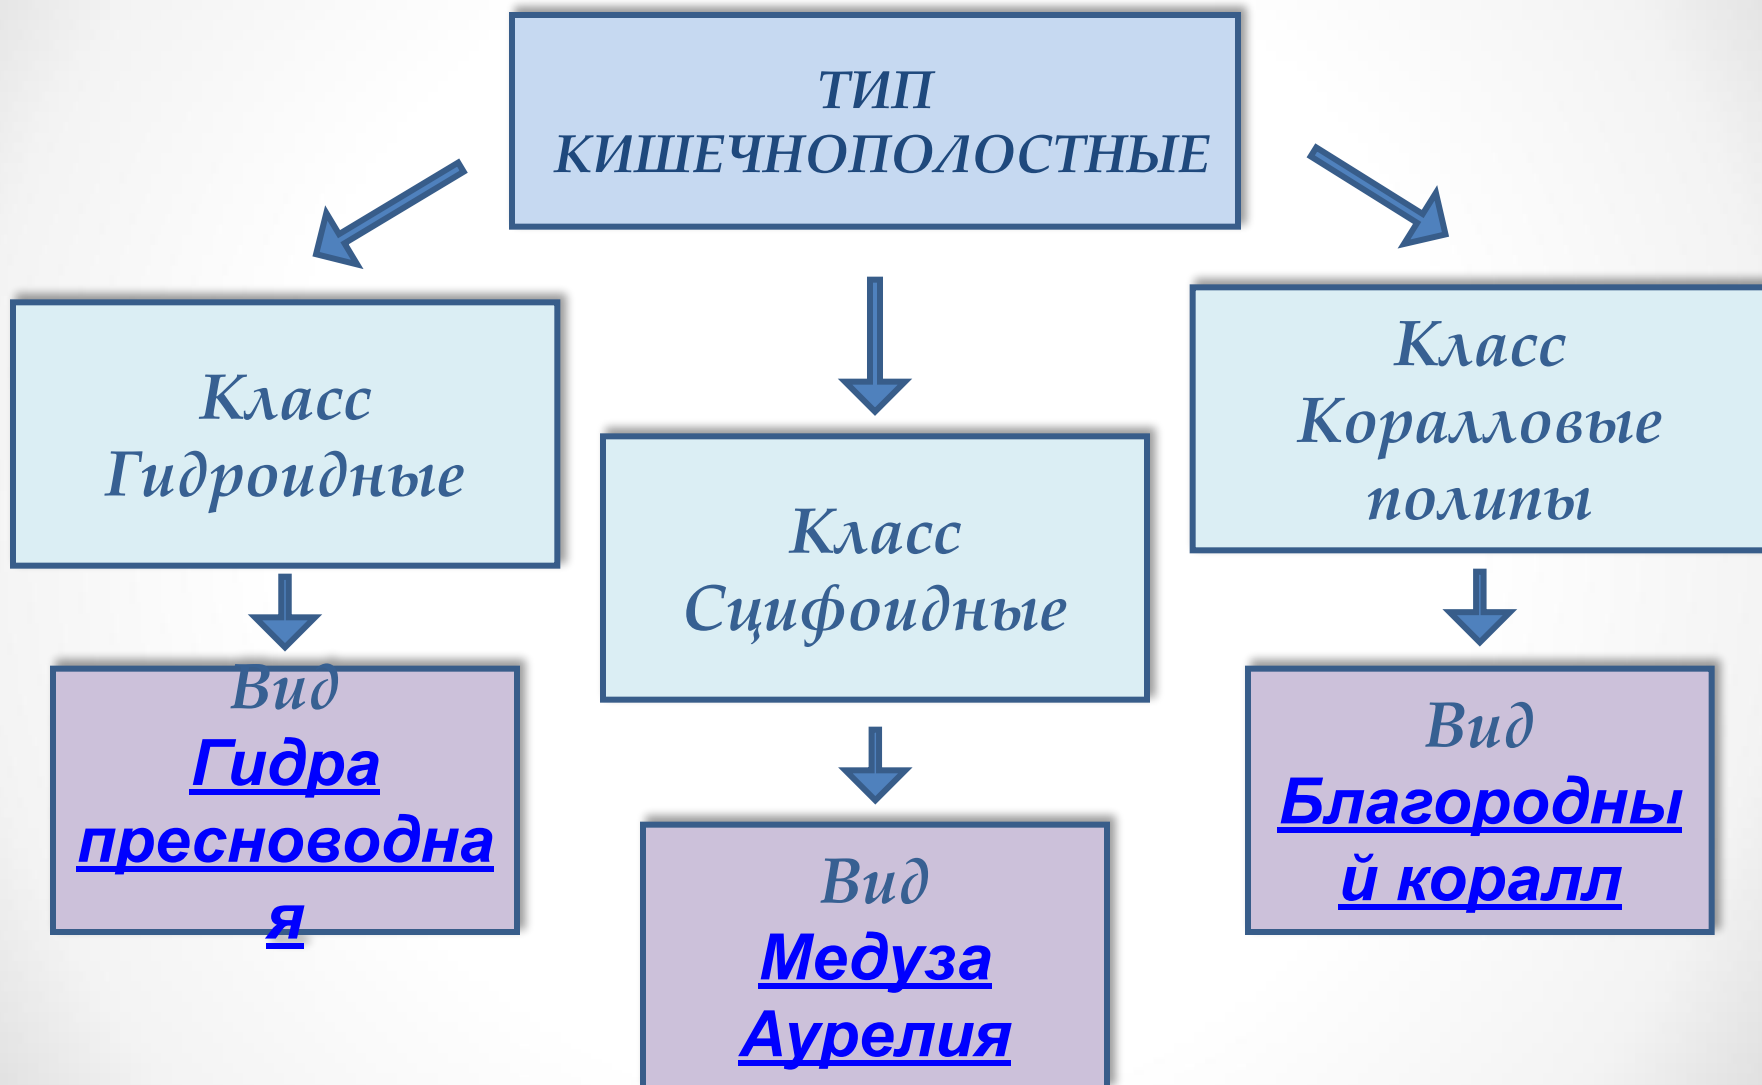 ТИП
КИШЕЧНОПОЛОСТНЫЕ
Класс
Гидроидные
Класс
Сцифоидные
Класс
Коралловые
полипы
Вид
Гидра
пресноводна
я
Вид
Медуза
Аурелия
Вид
Благородны
й коралл